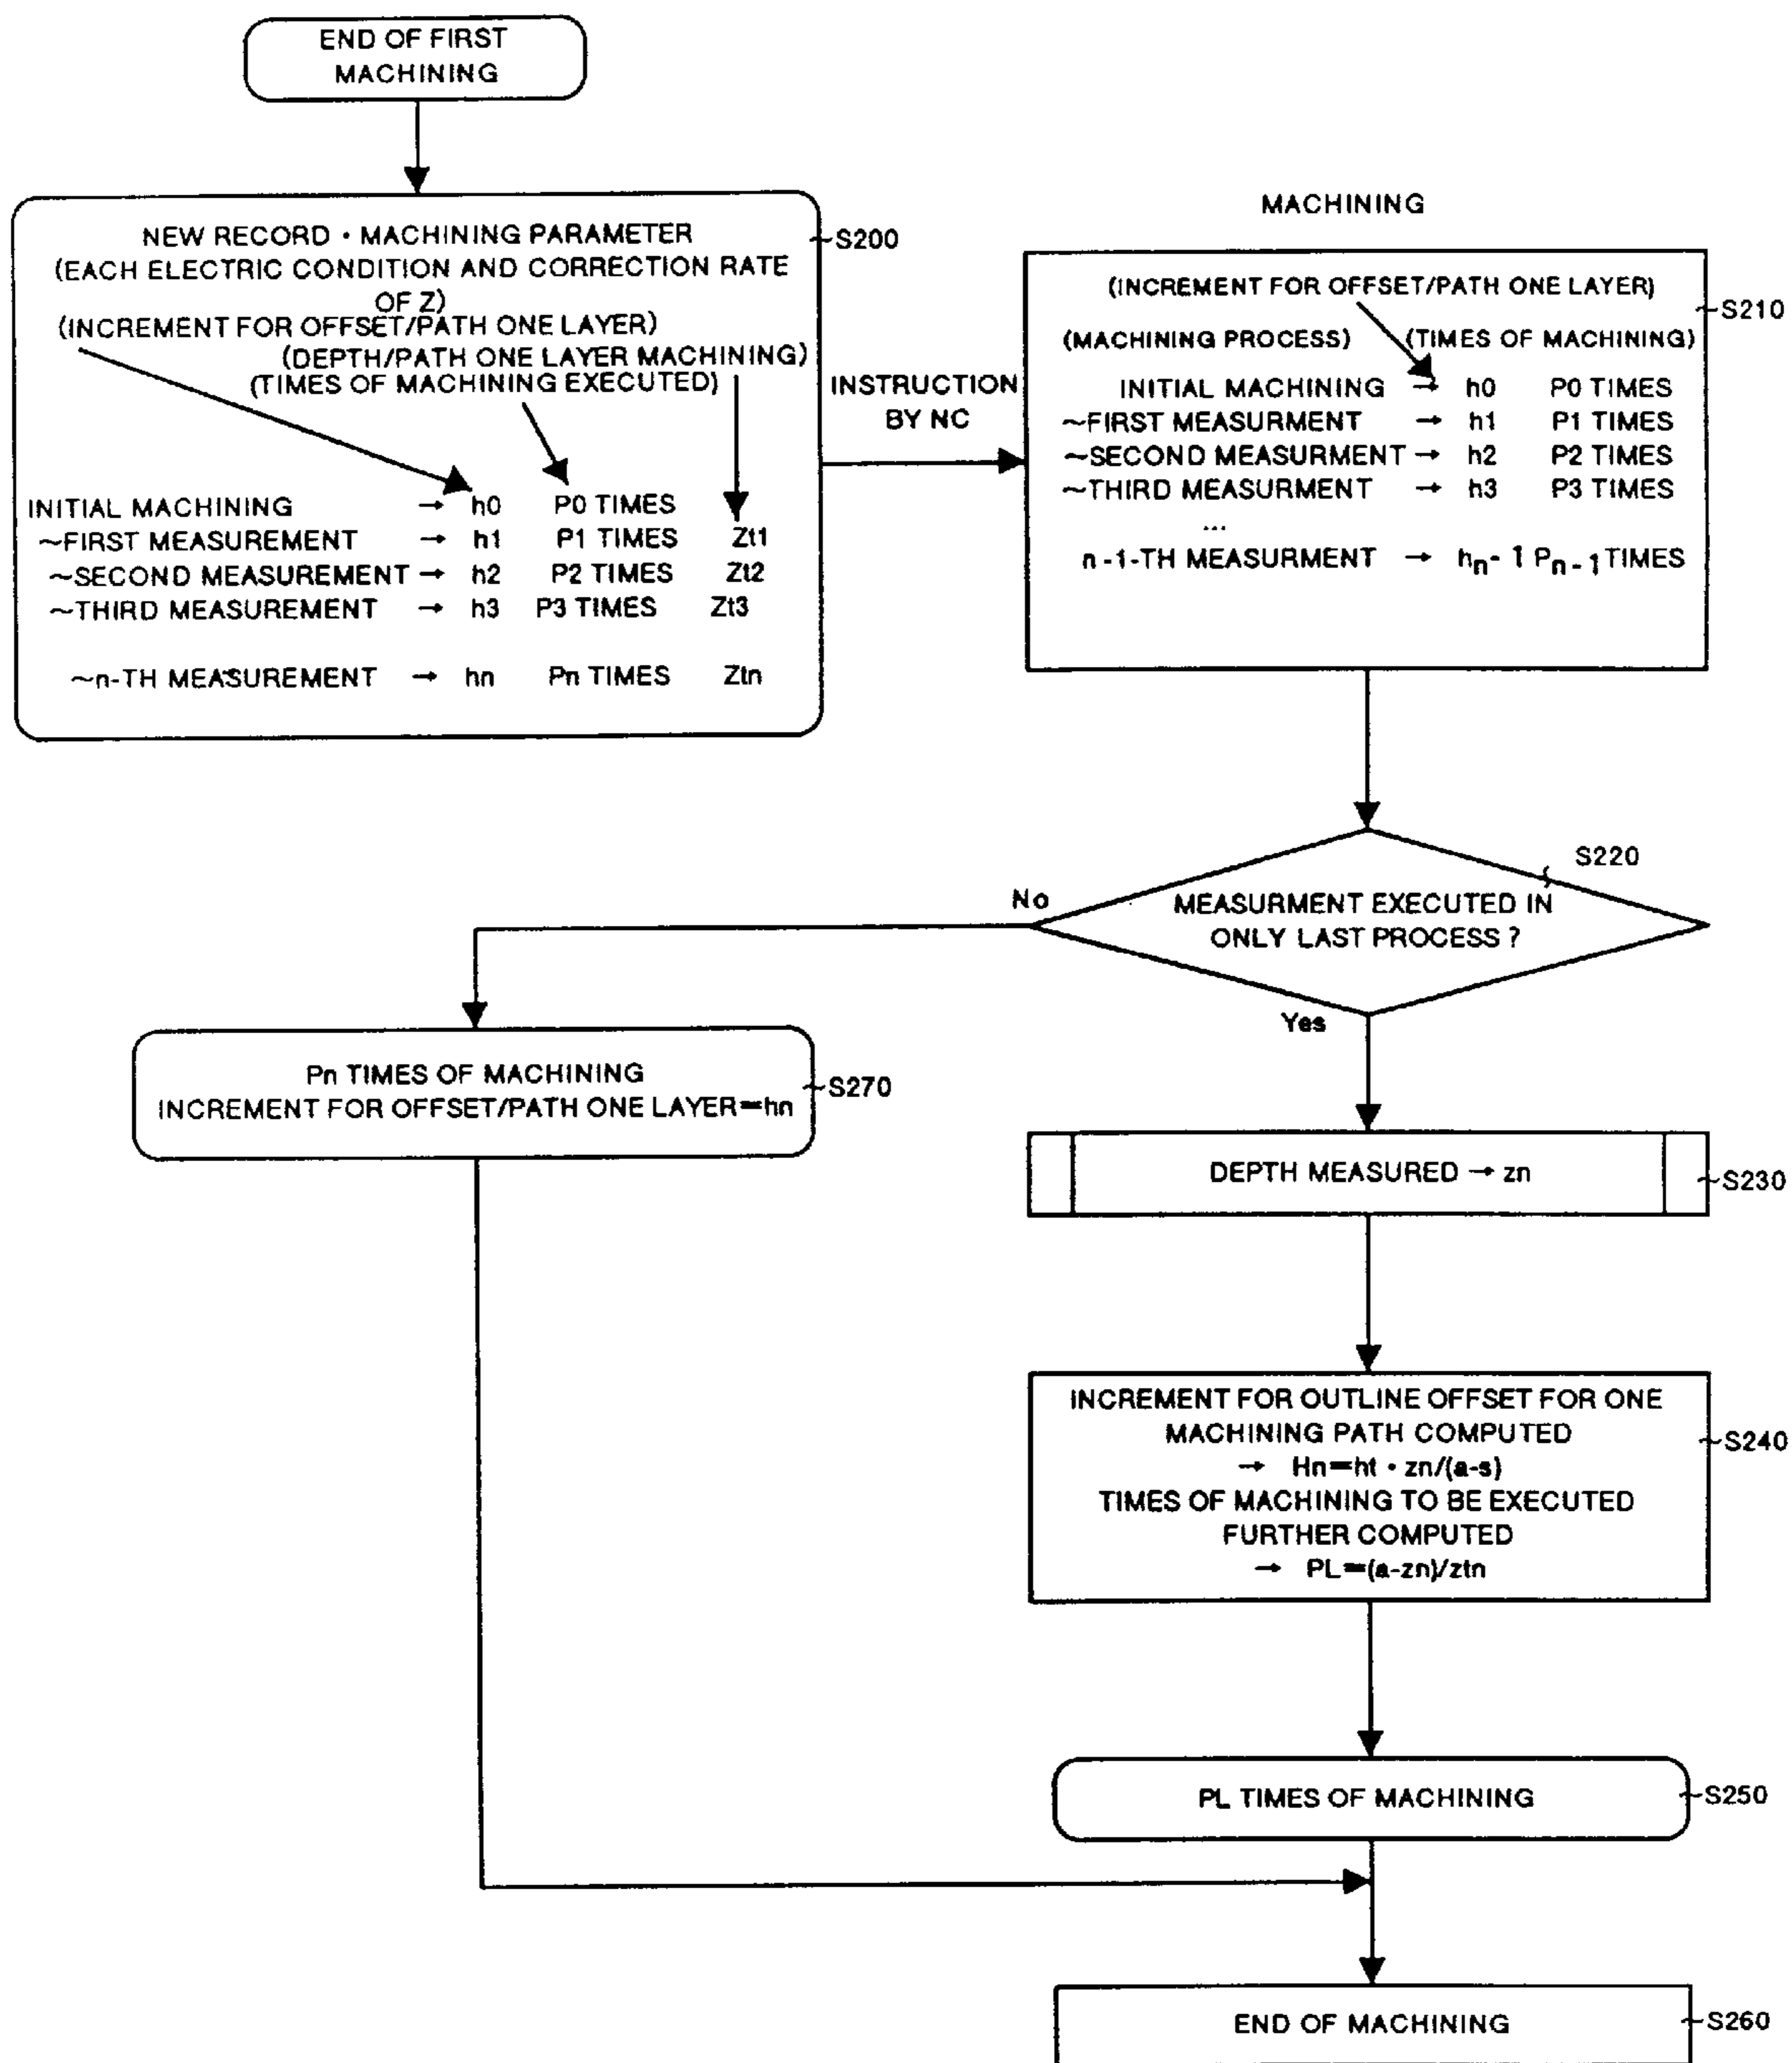 END OF FIRST
MACHINING
NEW RECORD • MACHINING PARAMETER
(EACH ELECTRIC CONDITION AND CORRECTION RATE
OF Z)
(INCREMENT FOR OFFSET/PATH ONE LAYER)
(DEPTH/PATH ONE LAYER MACHINING)
(TIMES OF MACHINING EXECUTED)
INITIAL MACHINING → h0 P0 TIMES
~FIRST MEASUREMENT → h1 P1 TIMES Zt1
~SECOND MEASUREMENT → h2 P2 TIMES Zt2
~THIRD MEASUREMENT → h3 P3 TIMES Zt3
~n-TH MEASUREMENT → hn Pn TIMES Ztn
S200
INSTRUCTION
BY NC
MACHINING
(INCREMENT FOR OFFSET/PATH ONE LAYER)
(MACHINING PROCESS) (TIMES OF MACHINING)
INITIAL MACHINING → h0 P0 TIMES
~FIRST MEASURMENT → h1 P1 TIMES
~SECOND MEASURMENT → h2 P2 TIMES
~THIRD MEASURMENT → h3 P3 TIMES
...
n-1-TH MEASURMENT → hn-1 Pn-1 TIMES
S210
S220
MEASURMENT EXECUTED IN
ONLY LAST PROCESS ?
No
Yes
Pn TIMES OF MACHINING
INCREMENT FOR OFFSET/PATH ONE LAYER=hn
S270
DEPTH MEASURED → zn
S230
INCREMENT FOR OUTLINE OFFSET FOR ONE
MACHINING PATH COMPUTED
→ Hn=ht • zn/(a-s)
TIMES OF MACHINING TO BE EXECUTED
FURTHER COMPUTED
→ PL=(a-zn)/ztn
S240
PL TIMES OF MACHINING
S250
END OF MACHINING
S260